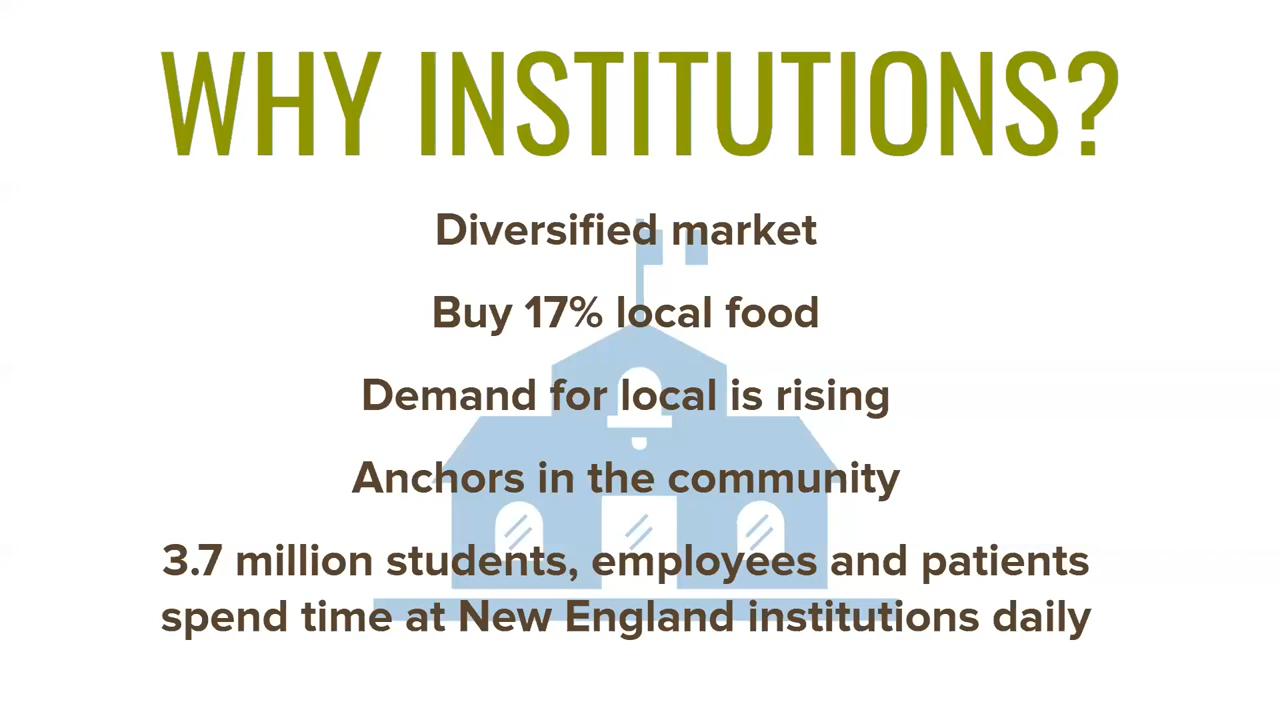 WHY INSTITUTIONS?
Diversified market
Buy 17% local food
Demand for local is rising
Anchors in the community
3.7 million students, employees and patients
spend time at New England institutions daily